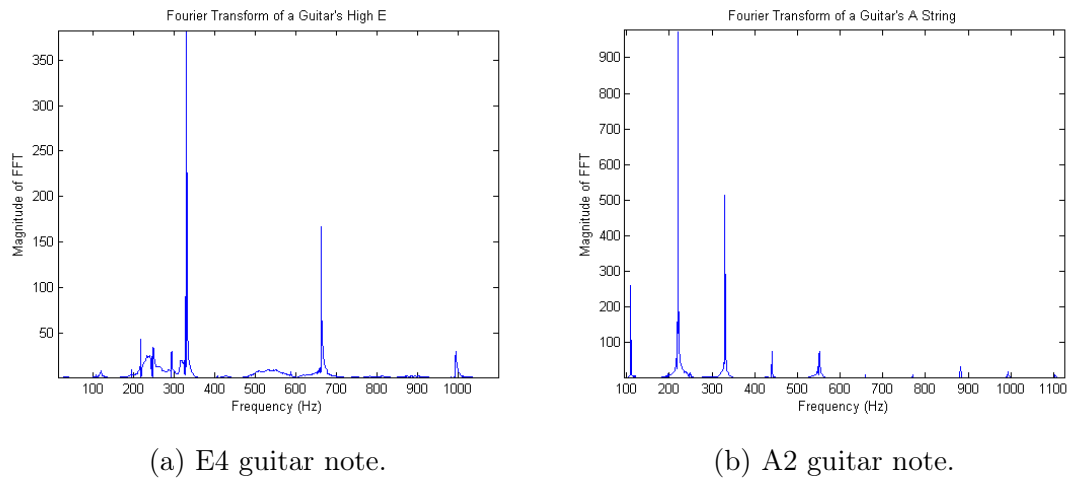 Fourier Transform of a Guitar's High E
350
300
250
200
150
100
50
100 200 300 400 500 600 700 800 900 1000
Magnitude of FFT
Frequency (Hz)
(a) E4 guitar note.
Fourier Transform of a Guitar's A String
900
800
700
600
500
400
300
200
100
100 200 300 400 500 600 700 800 900 1000 1100
Magnitude of FFT
Frequency (Hz)
(b) A2 guitar note.